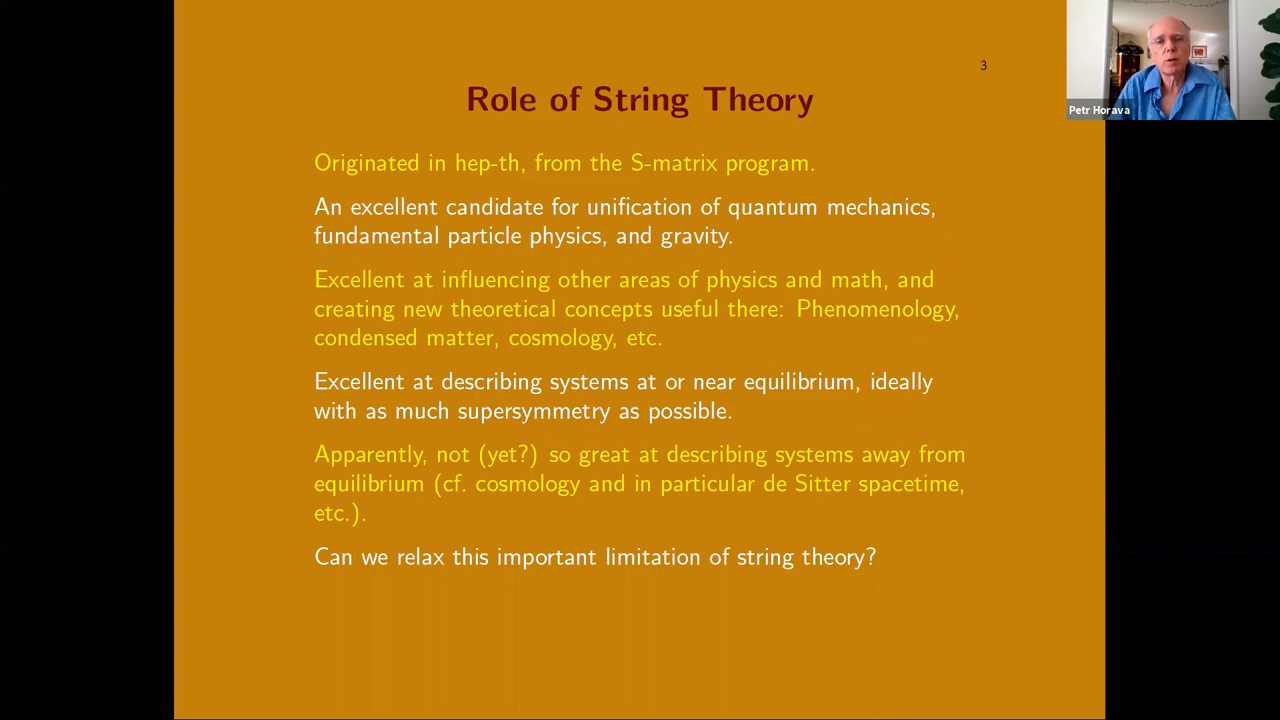 3
Petr Horava
Role of String Theory
Originated in hep-th, from the S-matrix program.
An excellent candidate for unification of quantum mechanics,
fundamental particle physics, and gravity.
Excellent at influencing other areas of physics and math, and
creating new theoretical concepts useful there: Phenomenology,
condensed matter, cosmology, etc.
Excellent at describing systems at or near equilibrium, ideally
with as much supersymmetry as possible.
Apparently, not (yet?) so great at describing systems away from
equilibrium (cf. cosmology and in particular de Sitter spacetime,
etc.).
Can we relax this important limitation of string theory?